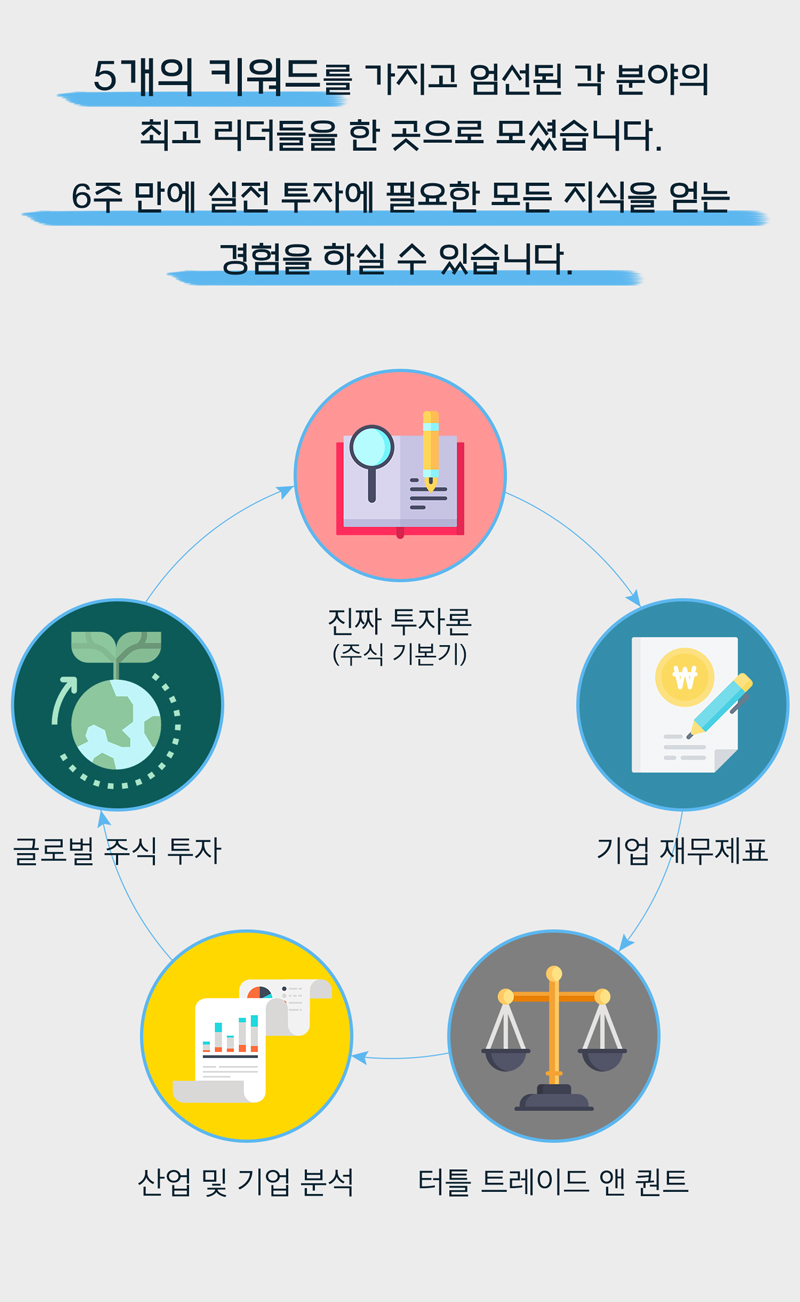 5개의 키워드를 가지고 엄선된 각 분야의
최고 리더들을 한 곳으로 모셨습니다.
6주 만에 실전 투자에 필요한 모든 지식을 얻는
경험을 하실 수 있습니다.
진짜 투자론
(주식 기본기)
₩
글로벌 주식 투자
기업 재무제표
산업 및 기업 분석
터틀 트레이드 앤 퀀트